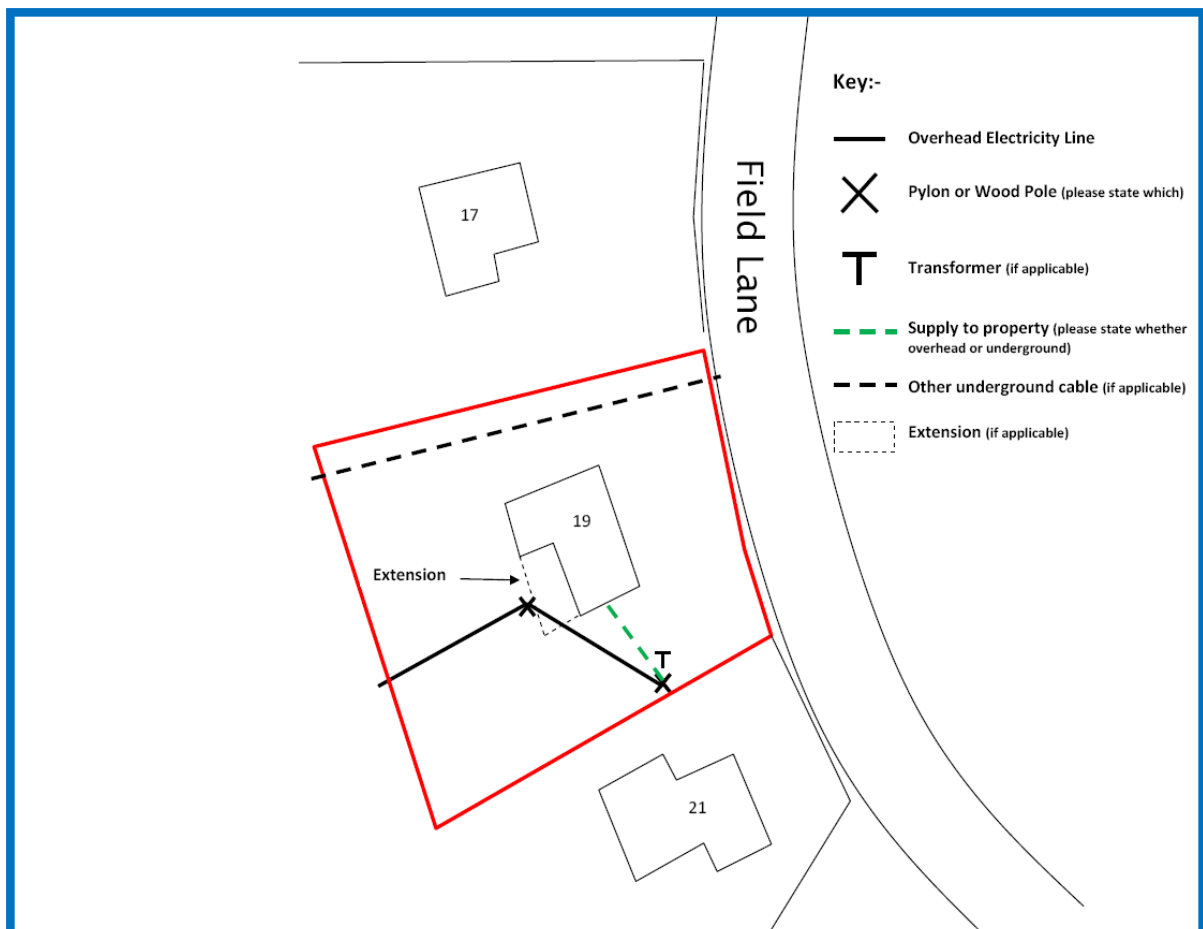 Key:-
Overhead Electricity Line
Pylon or Wood Pole (please state which)
Transformer (if applicable)
Supply to property (please state whether
overhead or underground)
Other underground cable (if applicable)
Extension (if applicable)
Field Lane
17
19
Extension
T
21